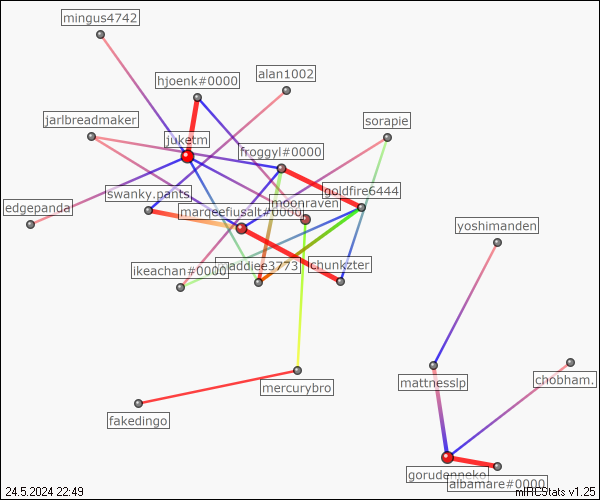 mingus4742
alan1002
hjoenk#0000
jarlbreadmaker
sorapie
juketm
froggyl#0000
goldfire6444
swanky.pants
moonraven
edgepanda
marqeefiusalt#0000
yoshimanden
ikeachan#0000
addiee3773
chunkzter
mercurybro
mattnesslp
chobham.
fakedingo
gorudenneko
albamare#0000
24.5.2024 22:49
mIRCStats v1.25